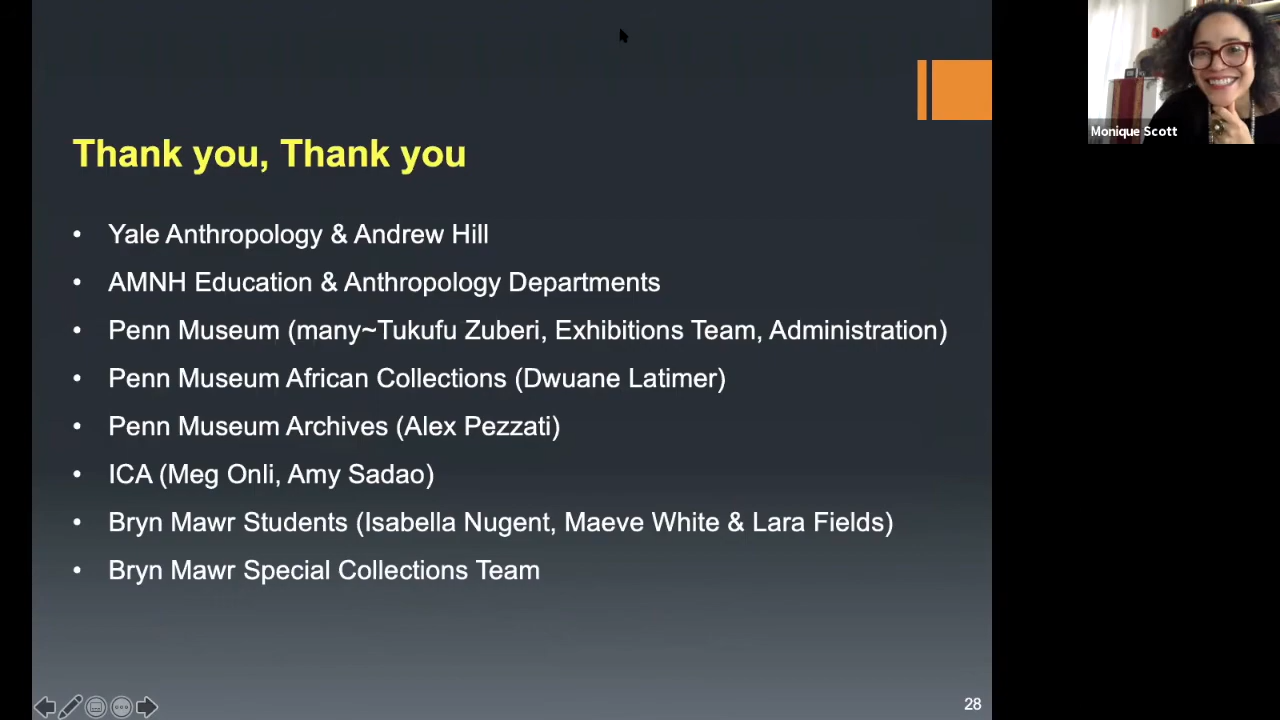 Thank you, Thank you
• Yale Anthropology & Andrew Hill
• AMNH Education & Anthropology Departments
• Penn Museum (many~Tukufu Zuberi, Exhibitions Team, Administration)
• Penn Museum African Collections (Dwuane Latimer)
• Penn Museum Archives (Alex Pezzati)
• ICA (Meg Onli, Amy Sadao)
• Bryn Mawr Students (Isabella Nugent, Maeve White & Lara Fields)
• Bryn Mawr Special Collections Team
28
Monique Scott